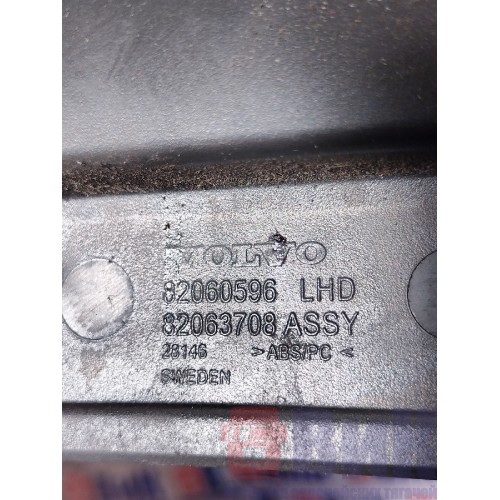 VOLVO
82060596 LHD
82063708 ASSY
28146 >ABS/PC<
SWEDEN